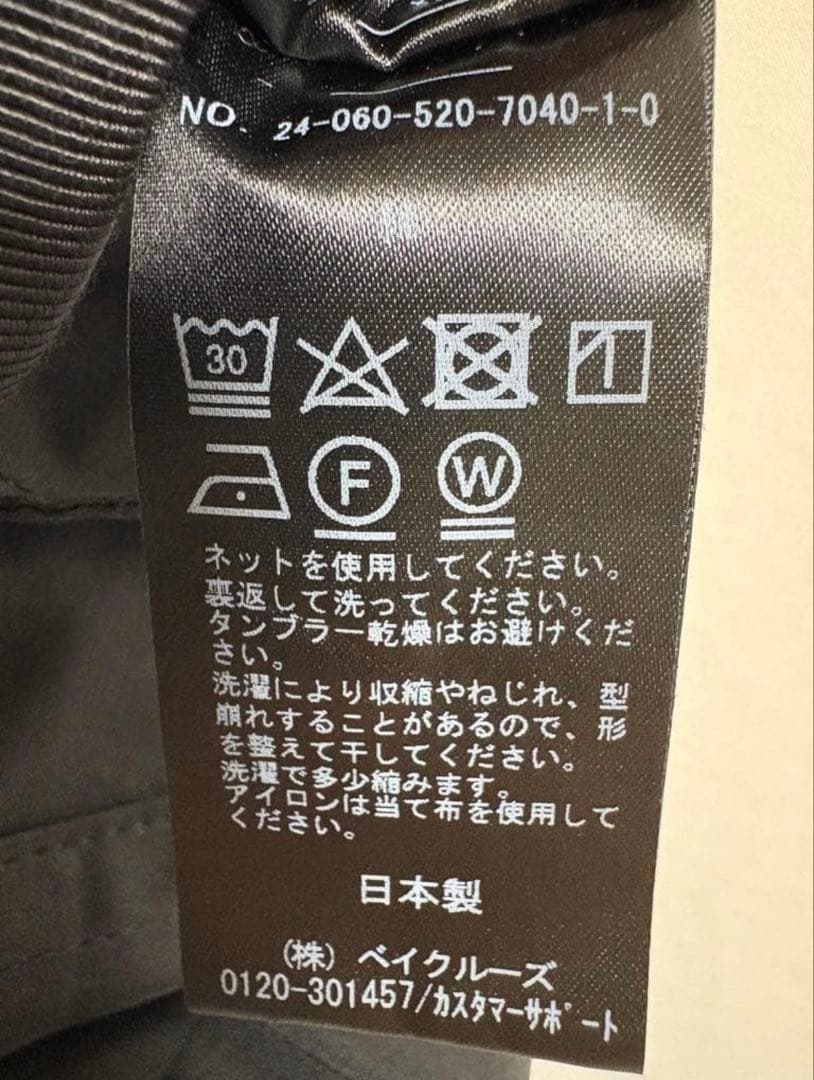 NO. 24-060-520-7040-1-0
30
F W
ネットを使用してください。
裏返して洗ってください。
タンブラー乾燥はお避けくだ
さい。
洗濯により収縮やねじれ、型
崩れすることがあるので、形
を整えて干してください。
洗濯で多少縮みます。
アイロンは当て布を使用して
ください。
日本製
(株) ベイクルーズ
0120-301457/カスタマーサポート